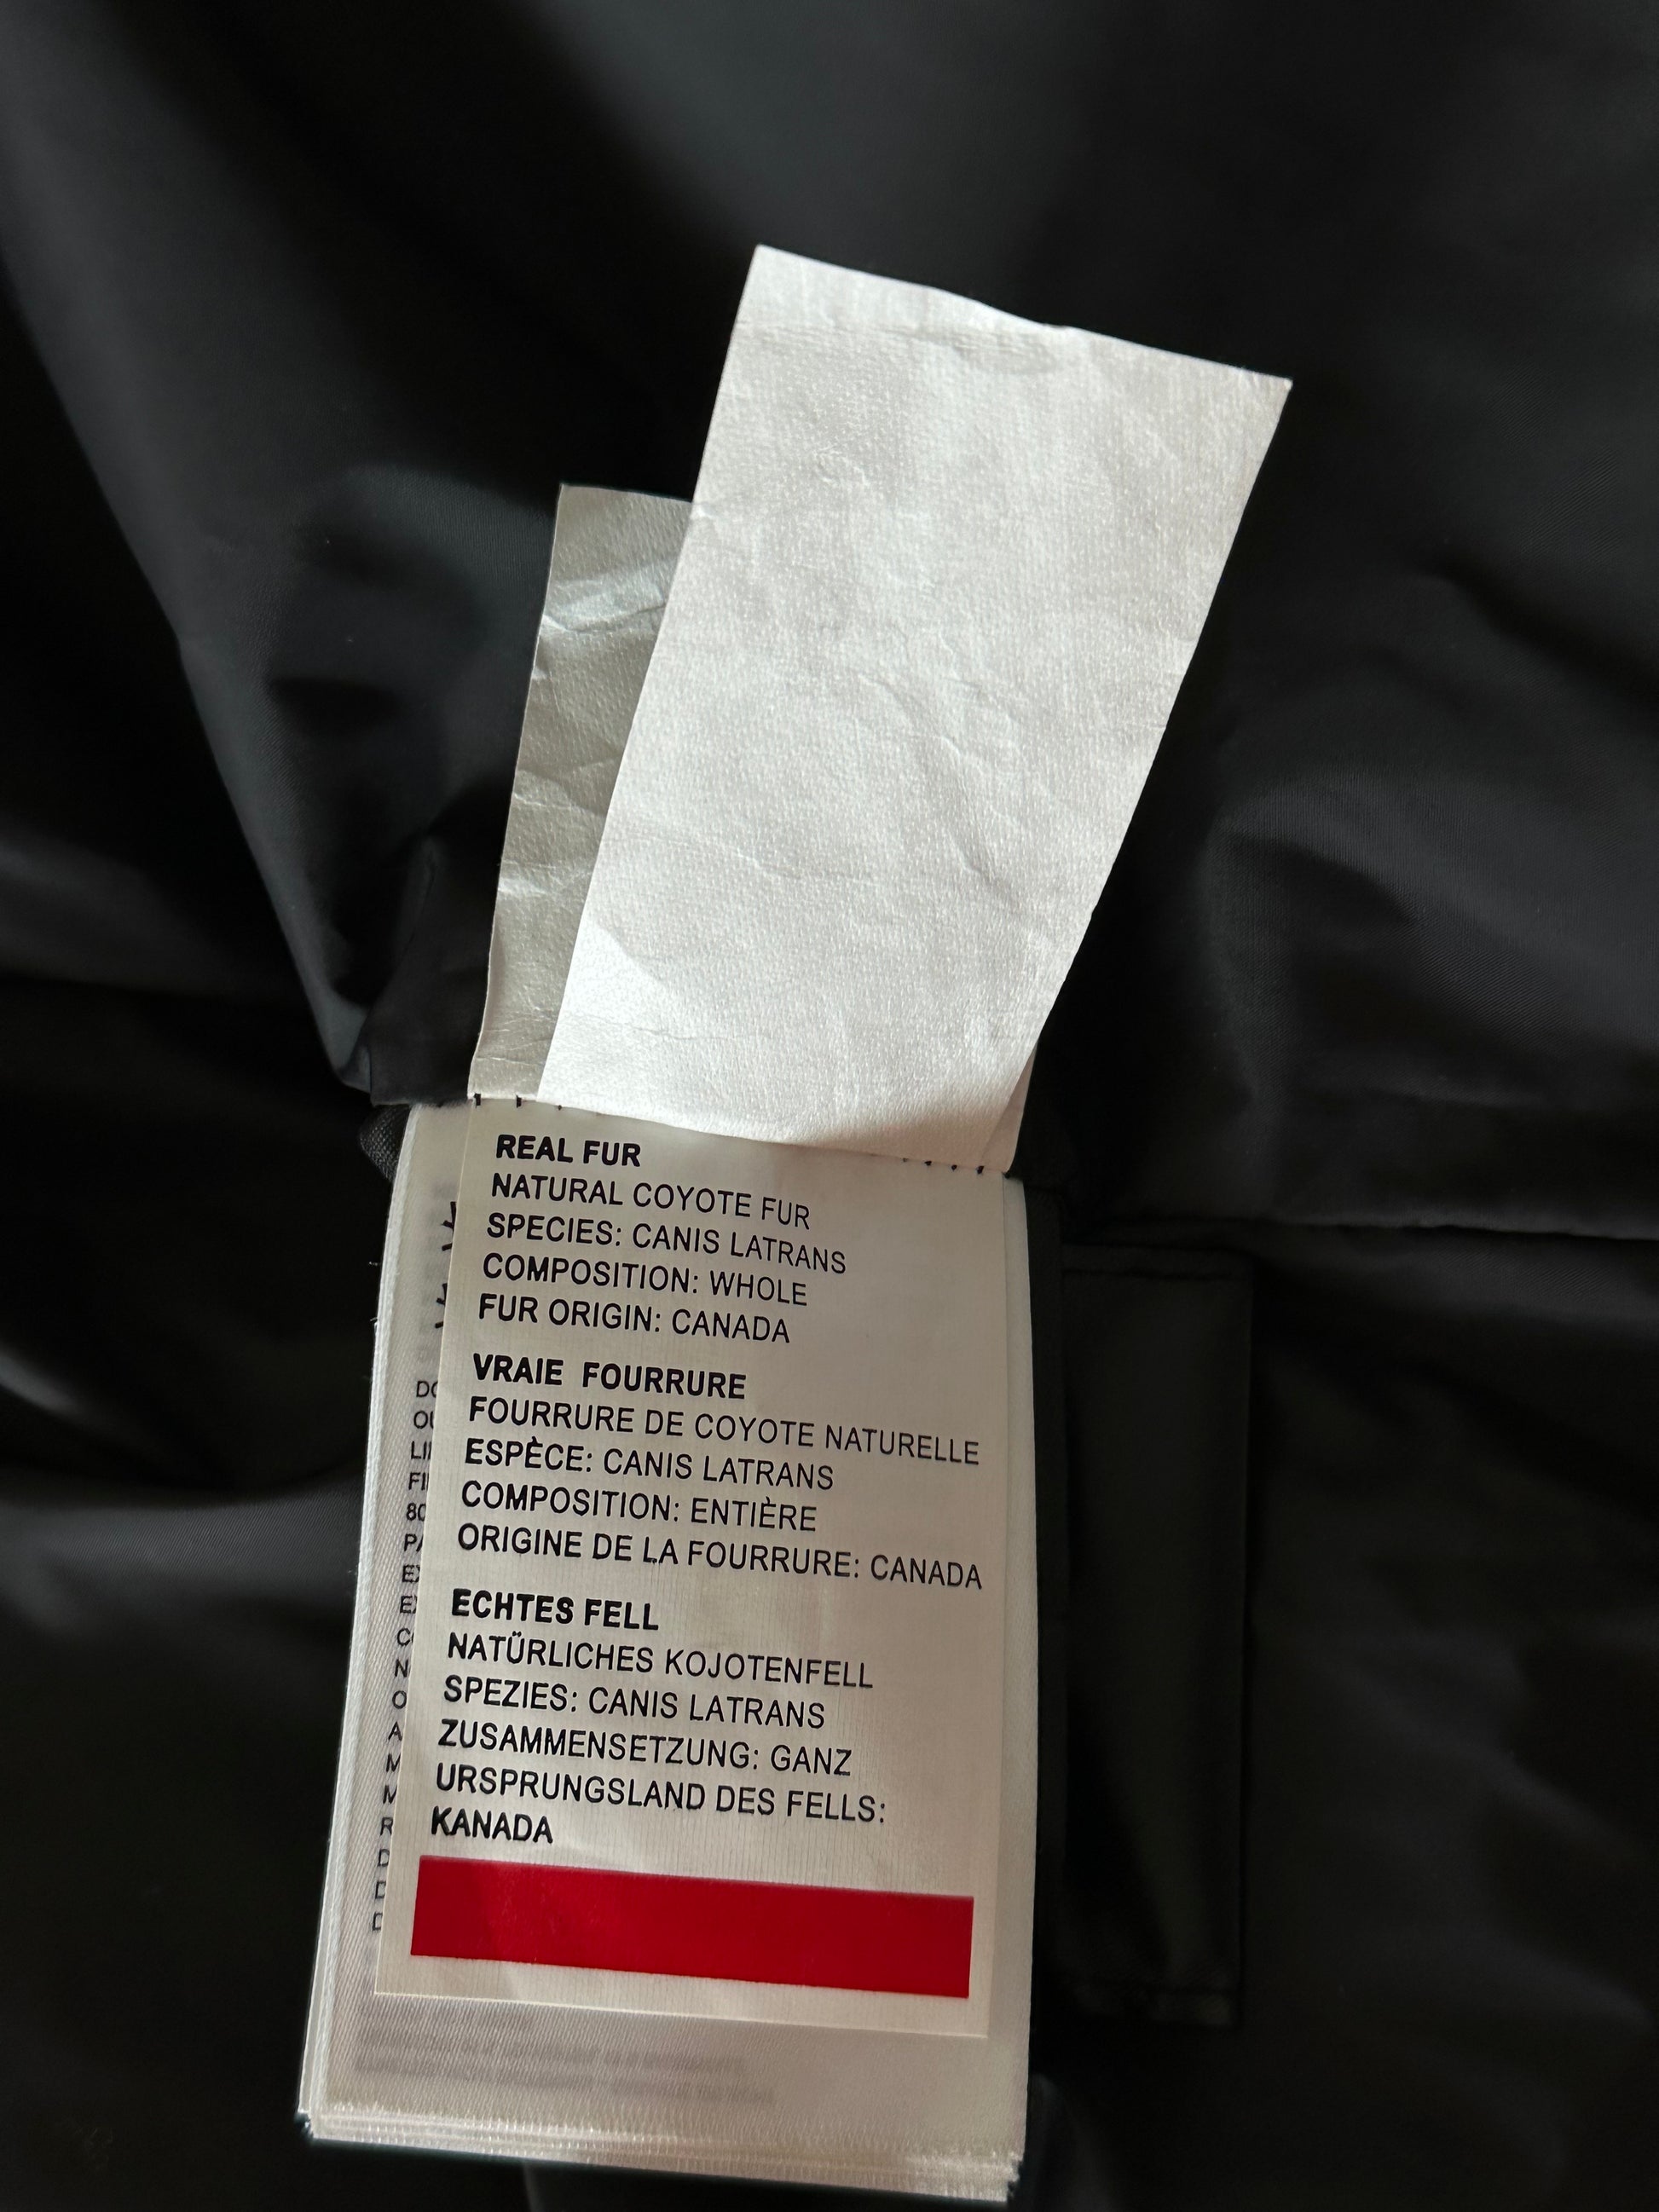 REAL FUR
NATURAL COYOTE FUR
SPECIES: CANIS LATRANS
COMPOSITION: WHOLE
FUR ORIGIN: CANADA
VRAIE FOURRURE
FOURRURE DE COYOTE NATURELLE
ESPÈCE: CANIS LATRANS
COMPOSITION: ENTIÈRE
ORIGINE DE LA FOURRURE: CANADA
ECHTES FELL
NATÜRLICHES KOJOTENFELL
SPEZIES: CANIS LATRANS
ZUSAMMENSETZUNG: GANZ
URSPRUNGSLAND DES FELLS:
KANADA